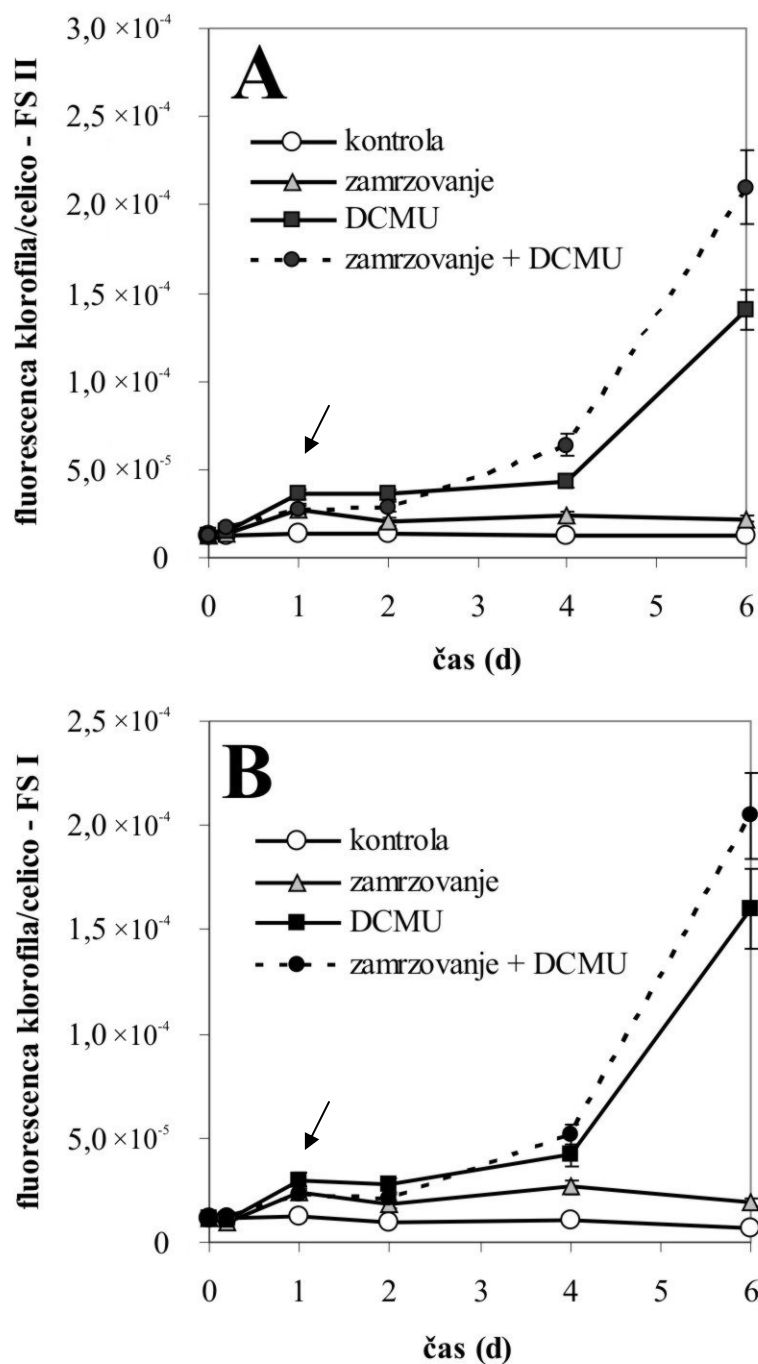 A
fluorescenca klorofila/celico - FS II
3,0 ×10⁻⁴
2,5 ×10⁻⁴
2,0 ×10⁻⁴
1,5 ×10⁻⁴
1,0 ×10⁻⁴
5,0 ×10⁻⁵
0
kontrola
zamrzovanje
DCMU
zamrzovanje + DCMU
0 1 2 3 4 5 6
čas (d)
B
fluorescenca klorofila/celico - FS I
2,5 ×10⁻⁴
2,0 ×10⁻⁴
1,5 ×10⁻⁴
1,0 ×10⁻⁴
5,0 ×10⁻⁵
0
kontrola
zamrzovanje
DCMU
zamrzovanje + DCMU
0 1 2 3 4 5 6
čas (d)